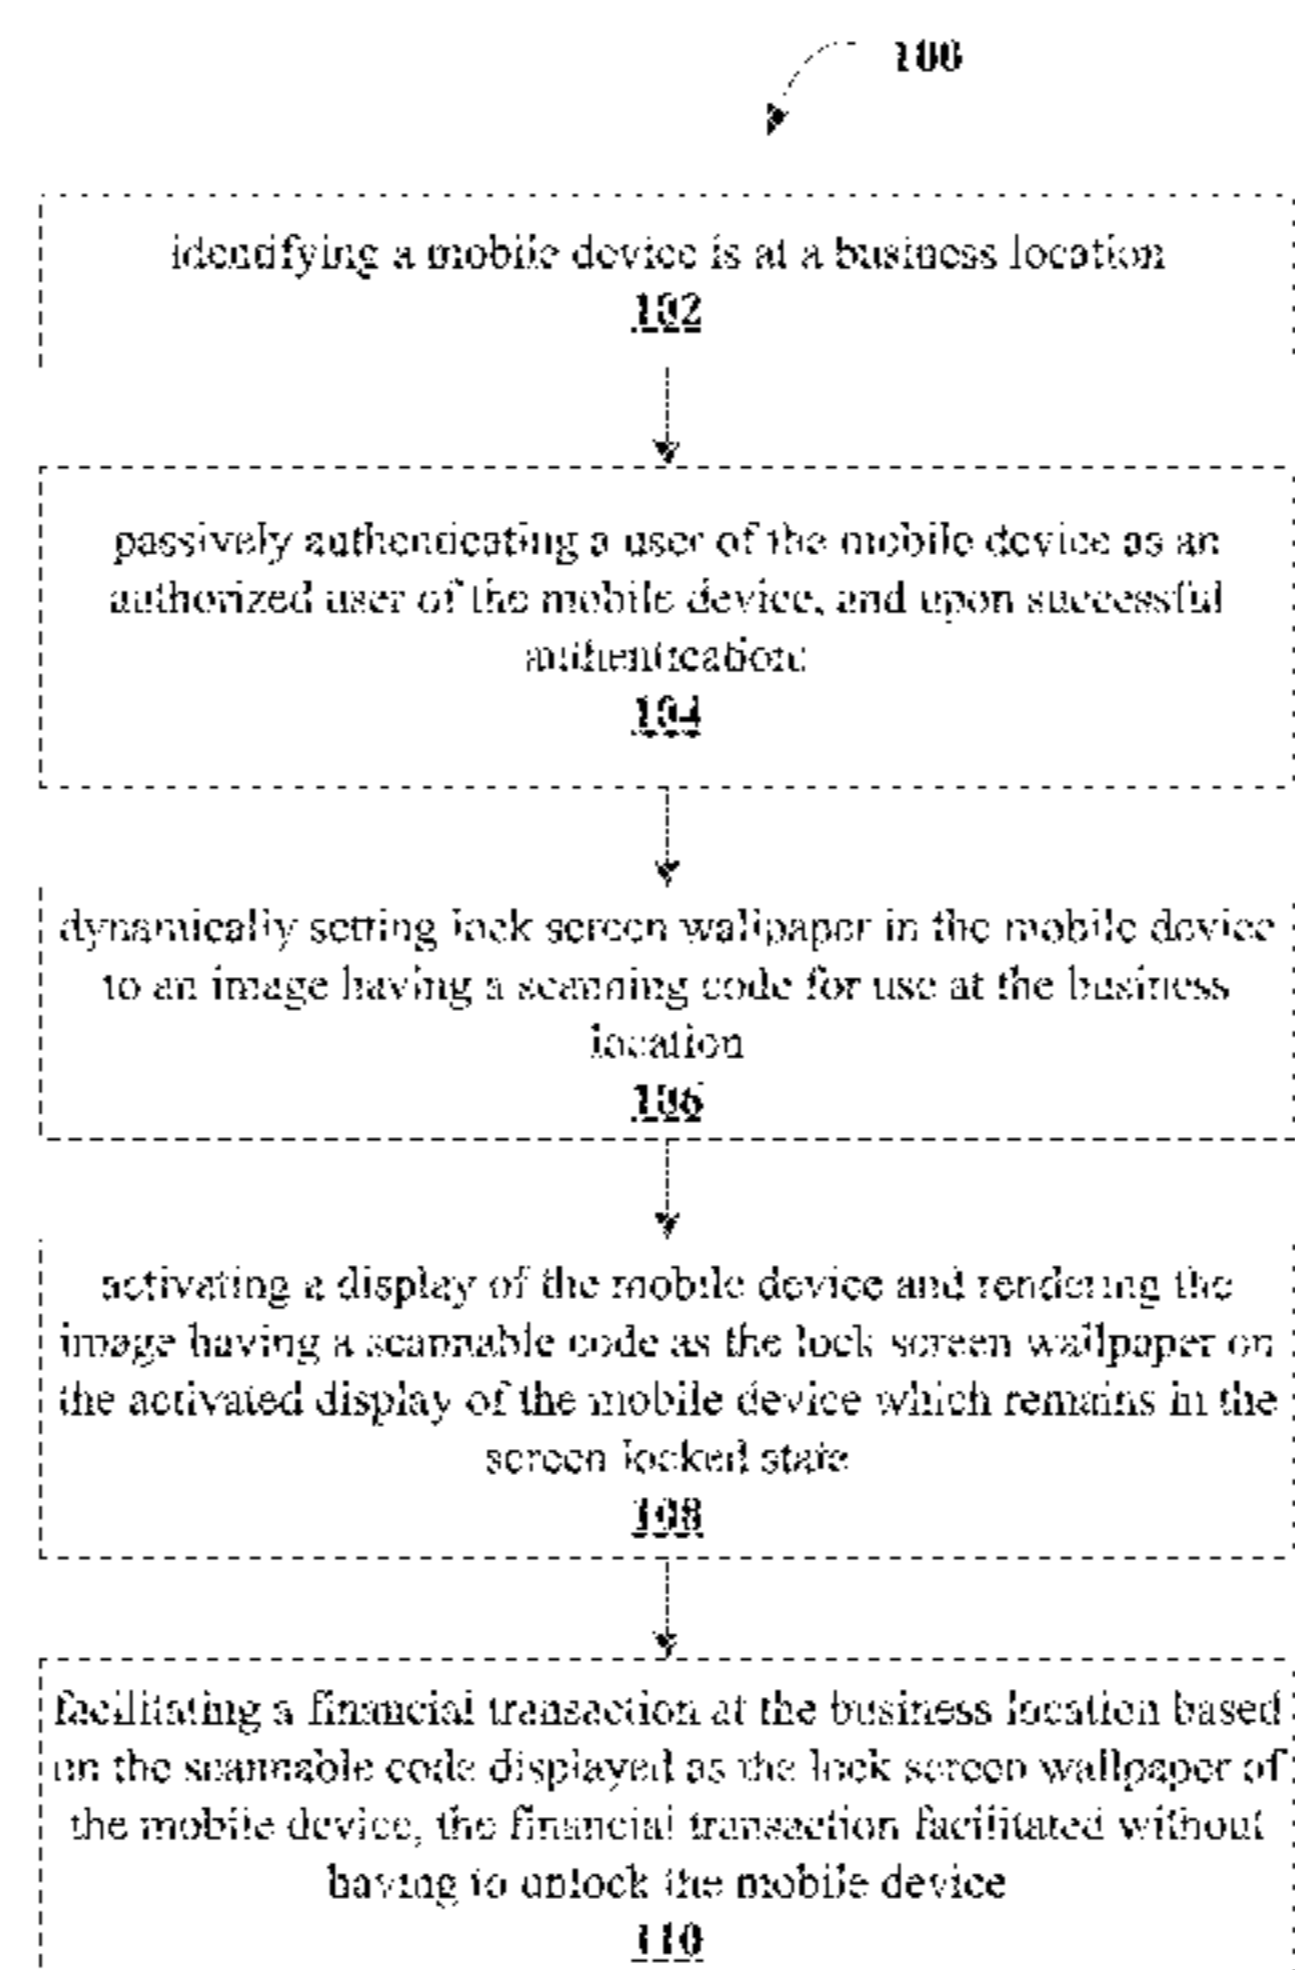 100
identifying a mobile device is at a business location
102
passively authenticating a user of the mobile device as an
authorized user of the mobile device, and upon successful
authentication:
104
dynamically setting lock screen wallpaper in the mobile device
to an image having a scanning code for use at the business
location
106
activating a display of the mobile device and rendering the
image having a scannable code as the lock screen wallpaper on
the activated display of the mobile device which remains in the
screen locked state
108
facilitating a financial transaction at the business location based
on the scannable code displayed as the lock screen wallpaper of
the mobile device, the financial transaction facilitated without
having to unlock the mobile device
110